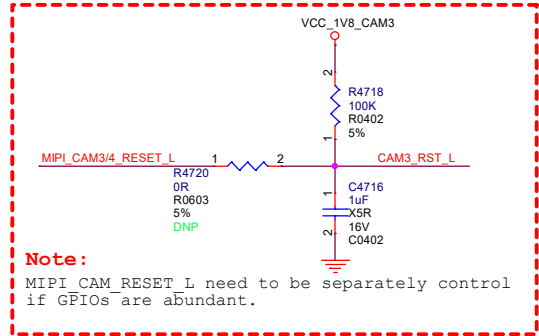 VCC_1V8_CAM3
2
R4718
100K
R0402
5%
1
MIPI_CAM3/4_RESET_L
1
2
CAM3_RST_L
R4720
0R
R0603
5%
DNP
1
C4716
1uF
X5R
16V
C0402
2
Note:
MIPI_CAM_RESET_L need to be separately control
if GPIOs are abundant.